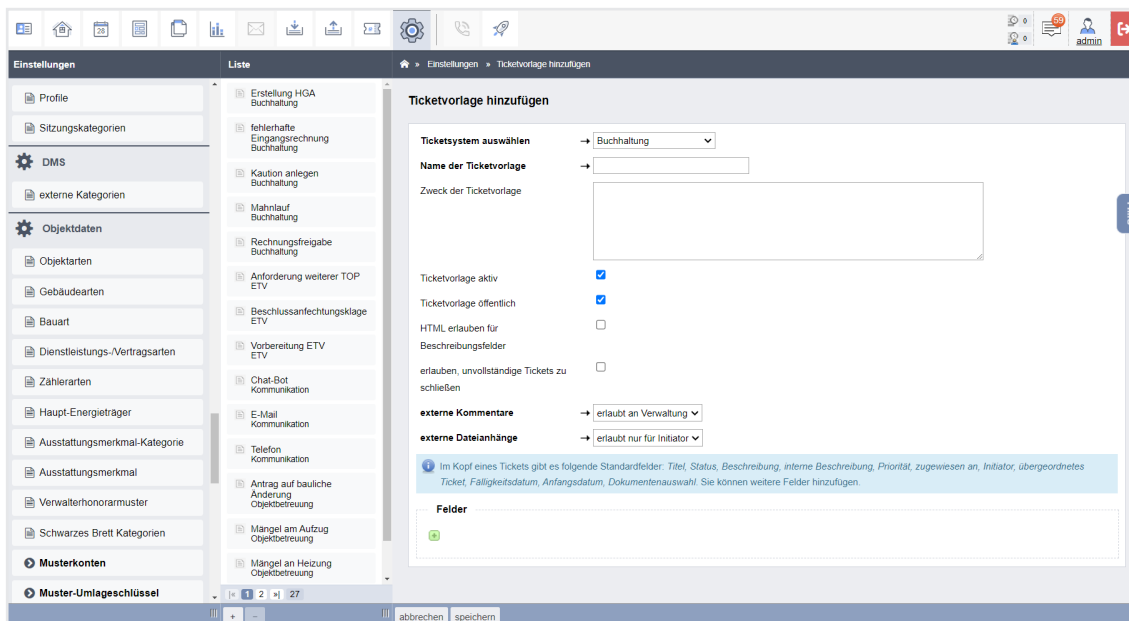 28
0
0
59
admin
Einstellungen
Liste
» Einstellungen » Ticketvorlage hinzufügen
Profile
Sitzungskategorien
DMS
externe Kategorien
Objektdaten
Objektarten
Gebäudearten
Bauart
Dienstleistungs-/Vertragsarten
Zählerarten
Haupt-Energieträger
Ausstattungsmerkmal-Kategorie
Ausstattungsmerkmal
Verwalterhonorarmuster
Schwarzes Brett Kategorien
Musterkonten
Muster-Umlageschlüssel
Erstellung HGA
Buchhaltung
fehlerhafte
Eingangsrechnung
Buchhaltung
Kaution anlegen
Buchhaltung
Mahnlauf
Buchhaltung
Rechnungsfreigabe
Buchhaltung
Anforderung weiterer TOP
ETV
Beschlussanfechtungsklage
ETV
Vorbereitung ETV
ETV
Chat-Bot
Kommunikation
E-Mail
Kommunikation
Telefon
Kommunikation
Antrag auf bauliche
Änderung
Objektbetreuung
Mängel am Aufzug
Objektbetreuung
Mängel an Heizung
Objektbetreuung
1 2 27
+ −
Ticketvorlage hinzufügen
Ticketsystem auswählen → Buchhaltung
Name der Ticketvorlage →
Zweck der Ticketvorlage
Ticketvorlage aktiv
Ticketvorlage öffentlich
HTML erlauben für
Beschreibungsfelder
erlauben, unvollständige Tickets zu
schließen
externe Kommentare → erlaubt an Verwaltung
externe Dateianhänge → erlaubt nur für Initiator
Im Kopf eines Tickets gibt es folgende Standardfelder: Titel, Status, Beschreibung, interne Beschreibung, Priorität, zugewiesen an, Initiator, übergeordnetes
Ticket, Fälligkeitsdatum, Anfangsdatum, Dokumentenauswahl. Sie können weitere Felder hinzufügen.
Felder
abbrechen speichern